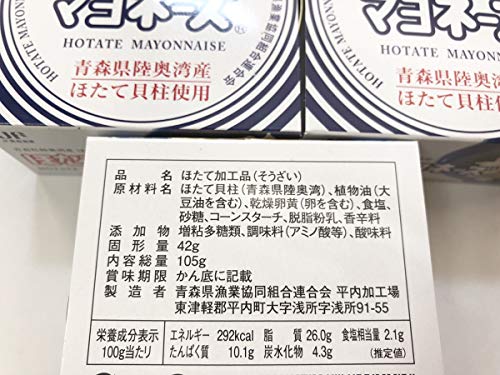 マヨネーズ®
HOTATE MAYONNAISE
漁業協同組合連合会
青森県陸奥湾産
ほたて貝柱使用
マヨネーズ
HOTATE MAYONNAISE
青森県陸奥湾産
ほたて貝柱使用
HOTATE MAYO
品名 ほたて加工品(そうざい)
原材料名 ほたて貝柱(青森県陸奥湾)、植物油(大
豆油を含む)、乾燥卵黄(卵を含む)、食塩、
砂糖、コーンスターチ、脱脂粉乳、香辛料
添加物 増粘多糖類、調味料(アミノ酸等)、酸味料
固形量 42g
内容総量 105g
賞味期限 かん底に記載
製造者 青森県漁業協同組合連合会 平内加工場
東津軽郡平内町大字浅所字浅所91-55
栄養成分表示 エネルギー 292kcal 脂質 26.0g 食塩相当量 2.1g
100g当たり たんぱく質 10.1g 炭水化物 4.3g (推定値)